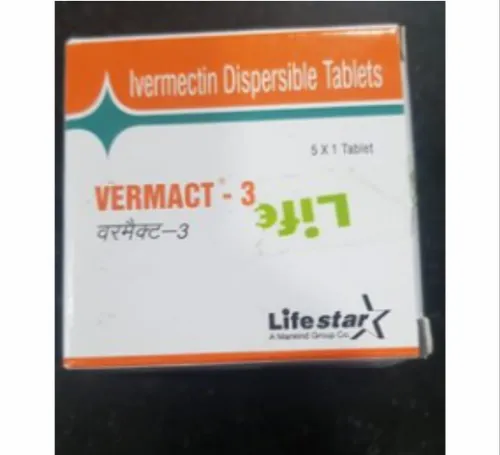 Ivermectin Dispersible Tablets
5 X 1 Tablet
VERMACT® - 3
वरमैक्ट–3
Life
Lifestar
A Mankind Group Co.